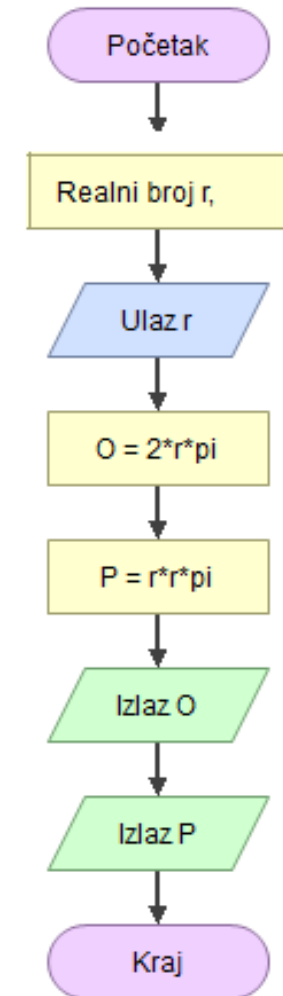 Početak
Realni broj r,
Ulaz r
O = 2*r*pi
P = r*r*pi
Izlaz O
Izlaz P
Kraj